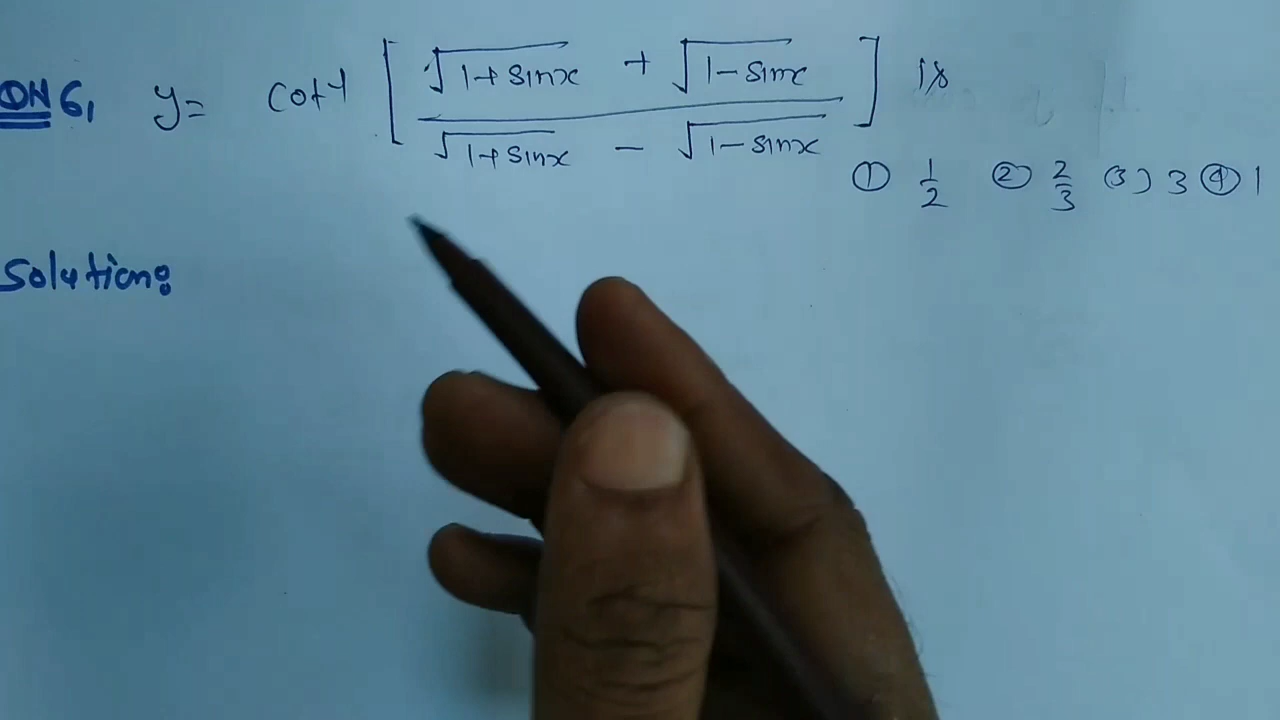 QN 6, y = cot⁻¹ [ (√(1+sinx) + √(1-sinx)) / (√(1+sinx) - √(1-sinx)) ] is
① 1/2 ② 2/3 (3) 3 ④ 1
Solution: